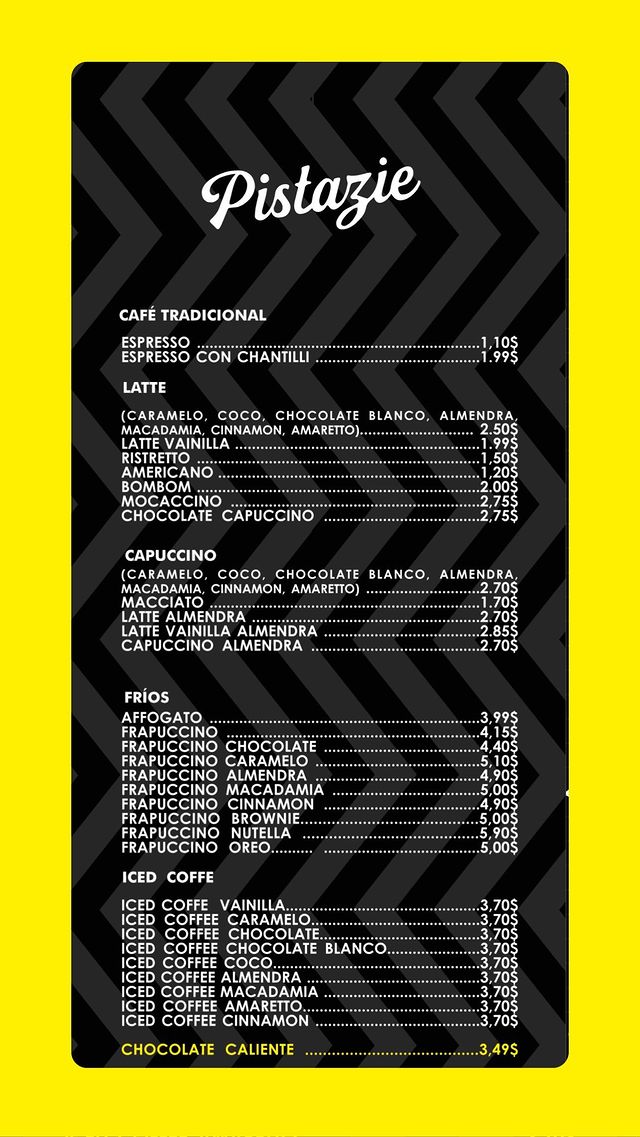 Pistazie
CAFÉ TRADICIONAL
ESPRESSO ..........................................................1,10$
ESPRESSO CON CHANTILLI ..................................1.99$
LATTE
(CARAMELO, COCO, CHOCOLATE BLANCO, ALMENDRA,
MACADAMIA, CINNAMON, AMARETTO)........................ 2.50$
LATTE VAINILLA ...................................................1.99$
RISTRETTO ..........................................................1,50$
AMERICANO ......................................................1,20$
BOMBOM ..........................................................2.00$
MOCACCINO ....................................................2,75$
CHOCOLATE CAPUCCINO ................................2,75$
CAPUCCINO
(CARAMELO, COCO, CHOCOLATE BLANCO, ALMENDRA,
MACADAMIA, CINNAMON, AMARETTO) .......................2.70$
MACCIATO ........................................................1.70$
LATTE ALMENDRA ................................................2.70$
LATTE VAINILLA ALMENDRA ................................2.85$
CAPUCCINO ALMENDRA ...................................2.70$
FRÍOS
AFFOGATO ........................................................3,99$
FRAPUCCINO .....................................................4,15$
FRAPUCCINO CHOCOLATE ................................4,40$
FRAPUCCINO CARAMELO ..................................5,10$
FRAPUCCINO ALMENDRA ..................................4,90$
FRAPUCCINO MACADAMIA ...............................5,00$
FRAPUCCINO CINNAMON .................................4,90$
FRAPUCCINO BROWNIE.....................................5,00$
FRAPUCCINO NUTELLA .....................................5,90$
FRAPUCCINO OREO......... ................................5,00$
ICED COFFE
ICED COFFE VAINILLA........................................3,70$
ICED COFFEE CARAMELO...................................3,70$
ICED COFFEE CHOCOLATE.................................3,70$
ICED COFFEE CHOCOLATE BLANCO...................3,70$
ICED COFFEE COCO...........................................3,70$
ICED COFFEE ALMENDRA ....................................3,70$
ICED COFFEE MACADAMIA .................................3,70$
ICED COFFEE AMARETTO....................................3,70$
ICED COFFEE CINNAMON ..................................3,70$
CHOCOLATE CALIENTE ....................................3,49$